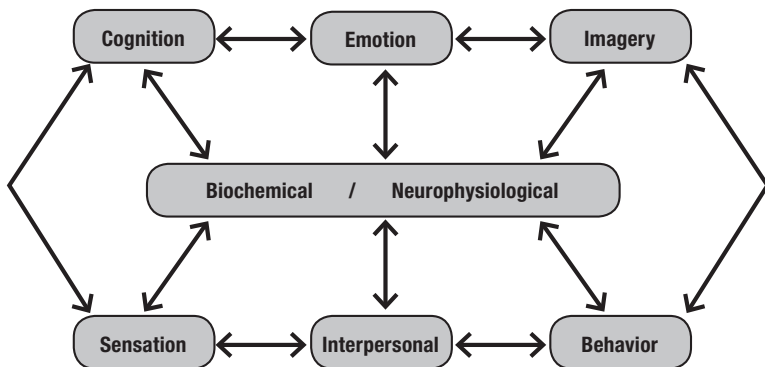 Cognition Emotion Imagery
Biochemical / Neurophysiological
Sensation Interpersonal Behavior